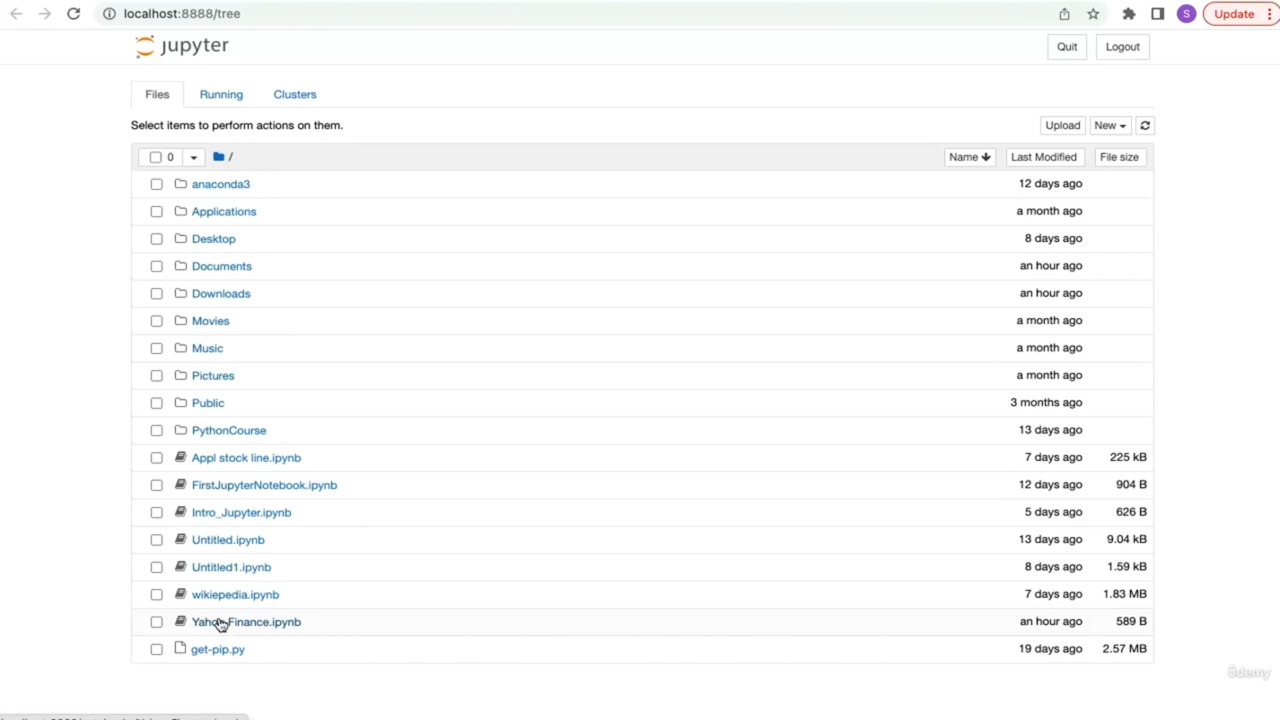 localhost:8888/tree
S
Update
jupyter
Quit
Logout
Files
Running
Clusters
Select items to perform actions on them.
Upload
New
0
/
Name
Last Modified
File size
anaconda3 12 days ago
Applications a month ago
Desktop 8 days ago
Documents an hour ago
Downloads an hour ago
Movies a month ago
Music a month ago
Pictures a month ago
Public 3 months ago
PythonCourse 13 days ago
Appl stock line.ipynb 7 days ago 225 kB
FirstJupyterNotebook.ipynb 12 days ago 904 B
Intro_Jupyter.ipynb 5 days ago 626 B
Untitled.ipynb 13 days ago 9.04 kB
Untitled1.ipynb 8 days ago 1.59 kB
wikiepedia.ipynb 7 days ago 1.83 MB
Yahoo Finance.ipynb an hour ago 589 B
get-pip.py 19 days ago 2.57 MB
ûdemy